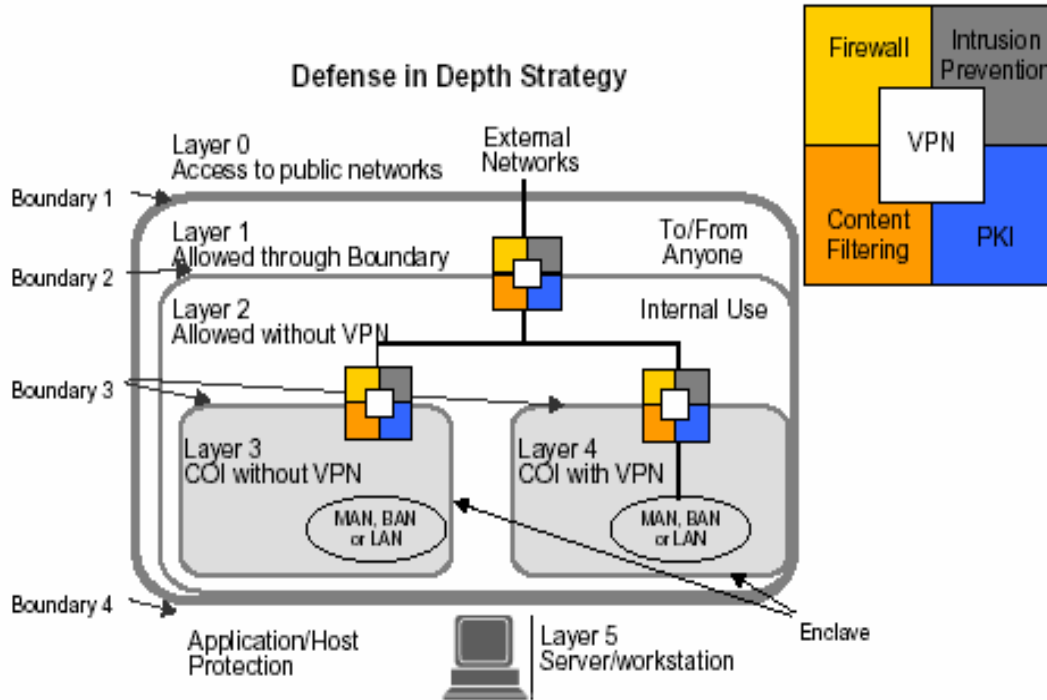 Defense in Depth Strategy
Firewall
Intrusion
Prevention
VPN
Content
Filtering
PKI
Layer 0
Access to public networks
External
Networks
Boundary 1
Layer 1
Allowed through Boundary
To/From
Anyone
Boundary 2
Layer 2
Allowed without VPN
Internal Use
Boundary 3
Layer 3
COI without VPN
MAN, BAN
or LAN
Layer 4
COI with VPN
MAN, BAN
or LAN
Boundary 4
Enclave
Application/Host
Protection
Layer 5
Server/workstation